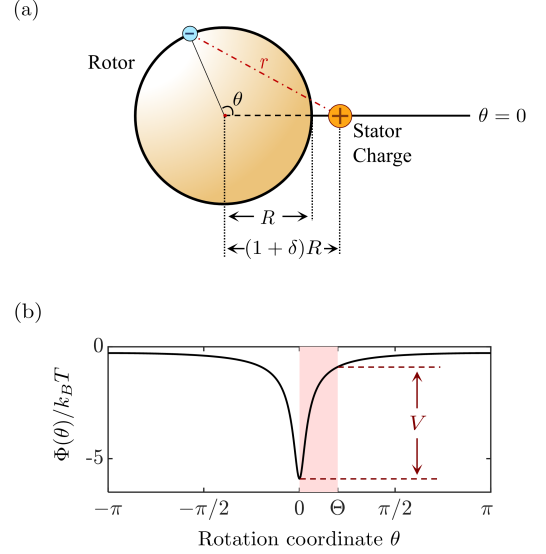 (a)
−
Rotor
r
θ
+
θ = 0
Stator
Charge
R
(1 + δ)R
(b)
0
-5
Φ(θ)/k_BT
V
−π
−π/2
0
Θ
π/2
π
Rotation coordinate θ